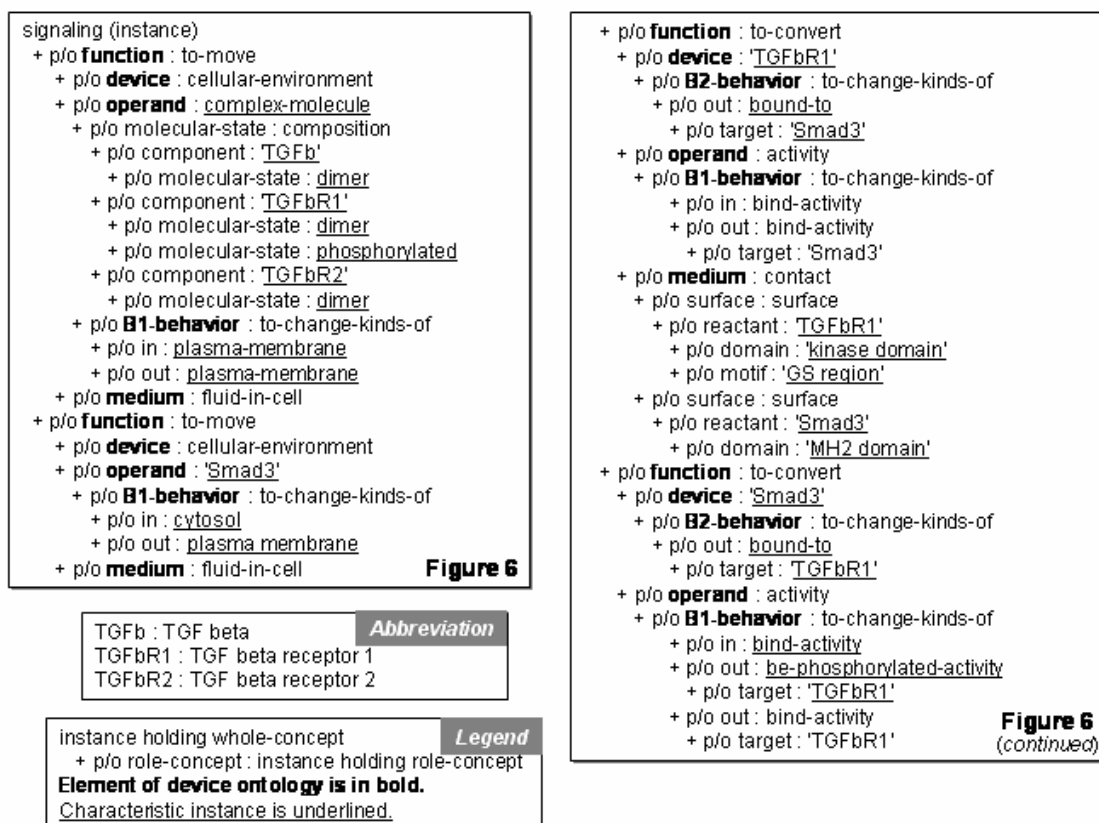 signaling (instance)
+ p/o function : to-move
+ p/o device : cellular-environment
+ p/o operand : complex-molecule
+ p/o molecular-state : composition
+ p/o component : 'TGFb'
+ p/o molecular-state : dimer
+ p/o component : 'TGFbR1'
+ p/o molecular-state : dimer
+ p/o molecular-state : phosphorylated
+ p/o component : 'TGFbR2'
+ p/o molecular-state : dimer
+ p/o B1-behavior : to-change-kinds-of
+ p/o in : plasma-membrane
+ p/o out : plasma-membrane
+ p/o medium : fluid-in-cell
+ p/o function : to-move
+ p/o device : cellular-environment
+ p/o operand : 'Smad3'
+ p/o B1-behavior : to-change-kinds-of
+ p/o in : cytosol
+ p/o out : plasma membrane
+ p/o medium : fluid-in-cell
Figure 6
Abbreviation
TGFb : TGF beta
TGFbR1 : TGF beta receptor 1
TGFbR2 : TGF beta receptor 2
Legend
instance holding whole-concept
+ p/o role-concept : instance holding role-concept
Element of device ontology is in bold.
Characteristic instance is underlined.
+ p/o function : to-convert
+ p/o device : 'TGFbR1'
+ p/o B2-behavior : to-change-kinds-of
+ p/o out : bound-to
+ p/o target : 'Smad3'
+ p/o operand : activity
+ p/o B1-behavior : to-change-kinds-of
+ p/o in : bind-activity
+ p/o out : bind-activity
+ p/o target : 'Smad3'
+ p/o medium : contact
+ p/o surface : surface
+ p/o reactant : 'TGFbR1'
+ p/o domain : 'kinase domain'
+ p/o motif : 'GS region'
+ p/o surface : surface
+ p/o reactant : 'Smad3'
+ p/o domain : 'MH2 domain'
+ p/o function : to-convert
+ p/o device : 'Smad3'
+ p/o B2-behavior : to-change-kinds-of
+ p/o out : bound-to
+ p/o target : 'TGFbR1'
+ p/o operand : activity
+ p/o B1-behavior : to-change-kinds-of
+ p/o in : bind-activity
+ p/o out : be-phosphorylated-activity
+ p/o target : 'TGFbR1'
+ p/o out : bind-activity
+ p/o target : 'TGFbR1'
Figure 6
(continued)